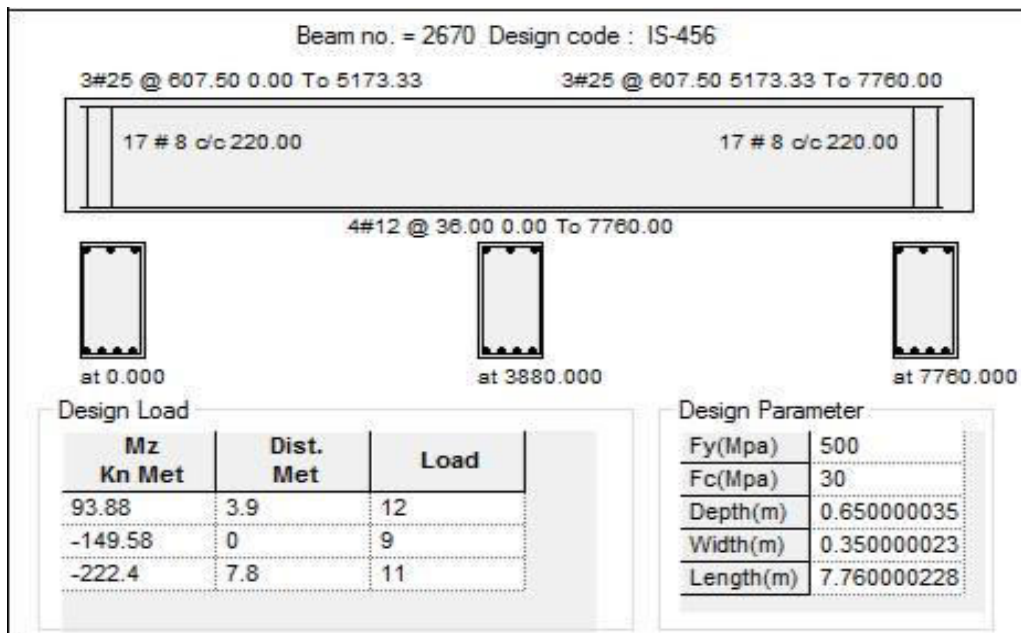 Beam no. = 2670 Design code : IS-456
3#25 @ 607.50 0.00 To 5173.33 3#25 @ 607.50 5173.33 To 7760.00
17 # 8 c/c 220.00 17 # 8 c/c 220.00
4#12 @ 36.00 0.00 To 7760.00
at 0.000 at 3880.000 at 7760.000
Design Load
Mz Kn Met Dist. Met Load
93.88 3.9 12
-149.58 0 9
-222.4 7.8 11
Design Parameter
Fy(Mpa) 500
Fc(Mpa) 30
Depth(m) 0.650000035
Width(m) 0.350000023
Length(m) 7.760000228